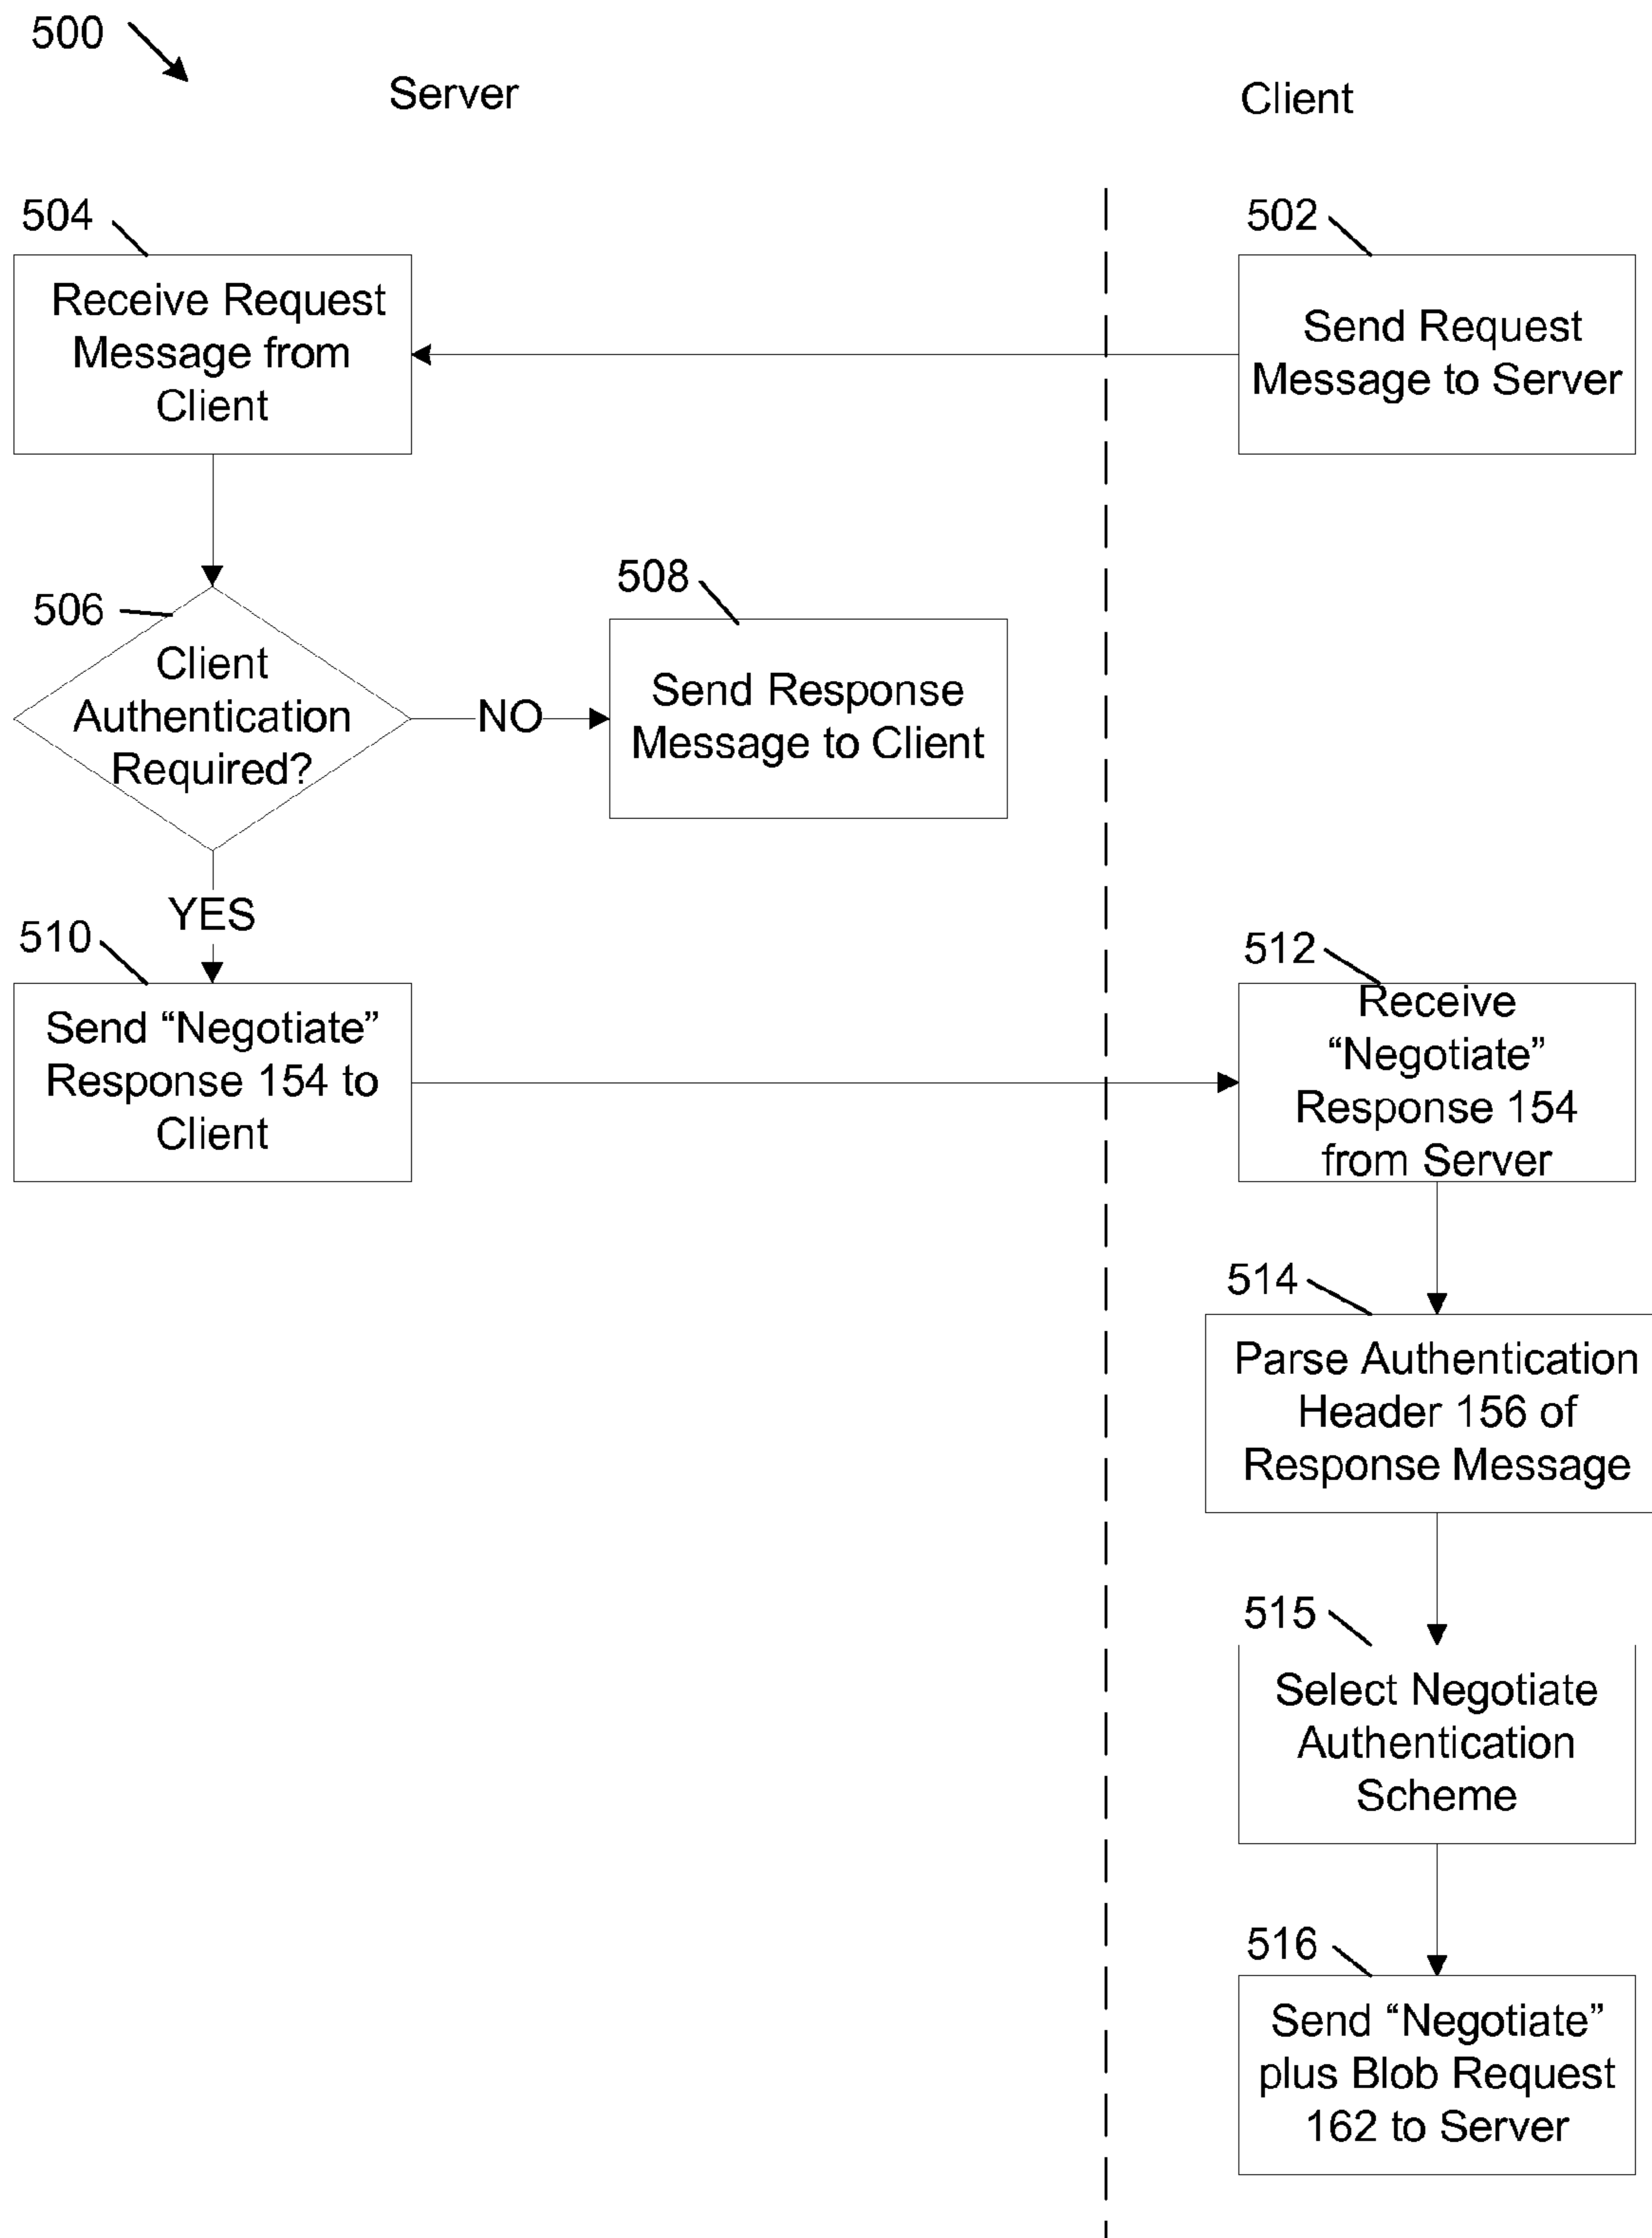 500
Server
Client
504
Receive Request
Message from
Client
502
Send Request
Message to Server
506
Client
Authentication
Required?
NO
508
Send Response
Message to Client
YES
510
Send “Negotiate”
Response 154 to
Client
512
Receive
“Negotiate”
Response 154
from Server
514
Parse Authentication
Header 156 of
Response Message
515
Select Negotiate
Authentication
Scheme
516
Send “Negotiate”
plus Blob Request
162 to Server